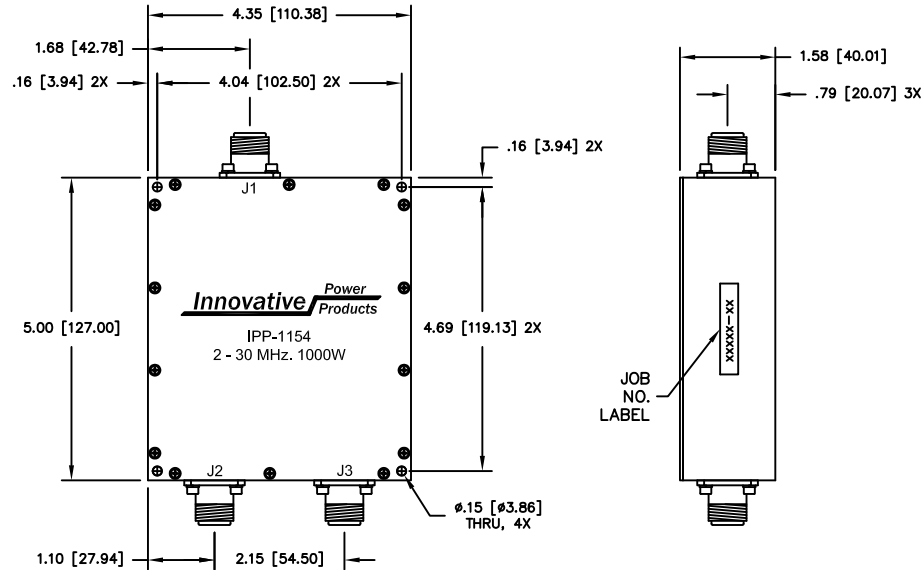 4.35 [110.38]
1.68 [42.78]
1.58 [40.01]
.16 [3.94] 2X
4.04 [102.50] 2X
.79 [20.07] 3X
.16 [3.94] 2X
J1
Innovative Power Products
5.00 [127.00]
4.69 [119.13] 2X
IPP-1154
2 - 30 MHz. 1000W
XXXXX-XX
JOB
NO.
LABEL
J2
J3
ø.15 [ø3.86]
THRU, 4X
1.10 [27.94]
2.15 [54.50]